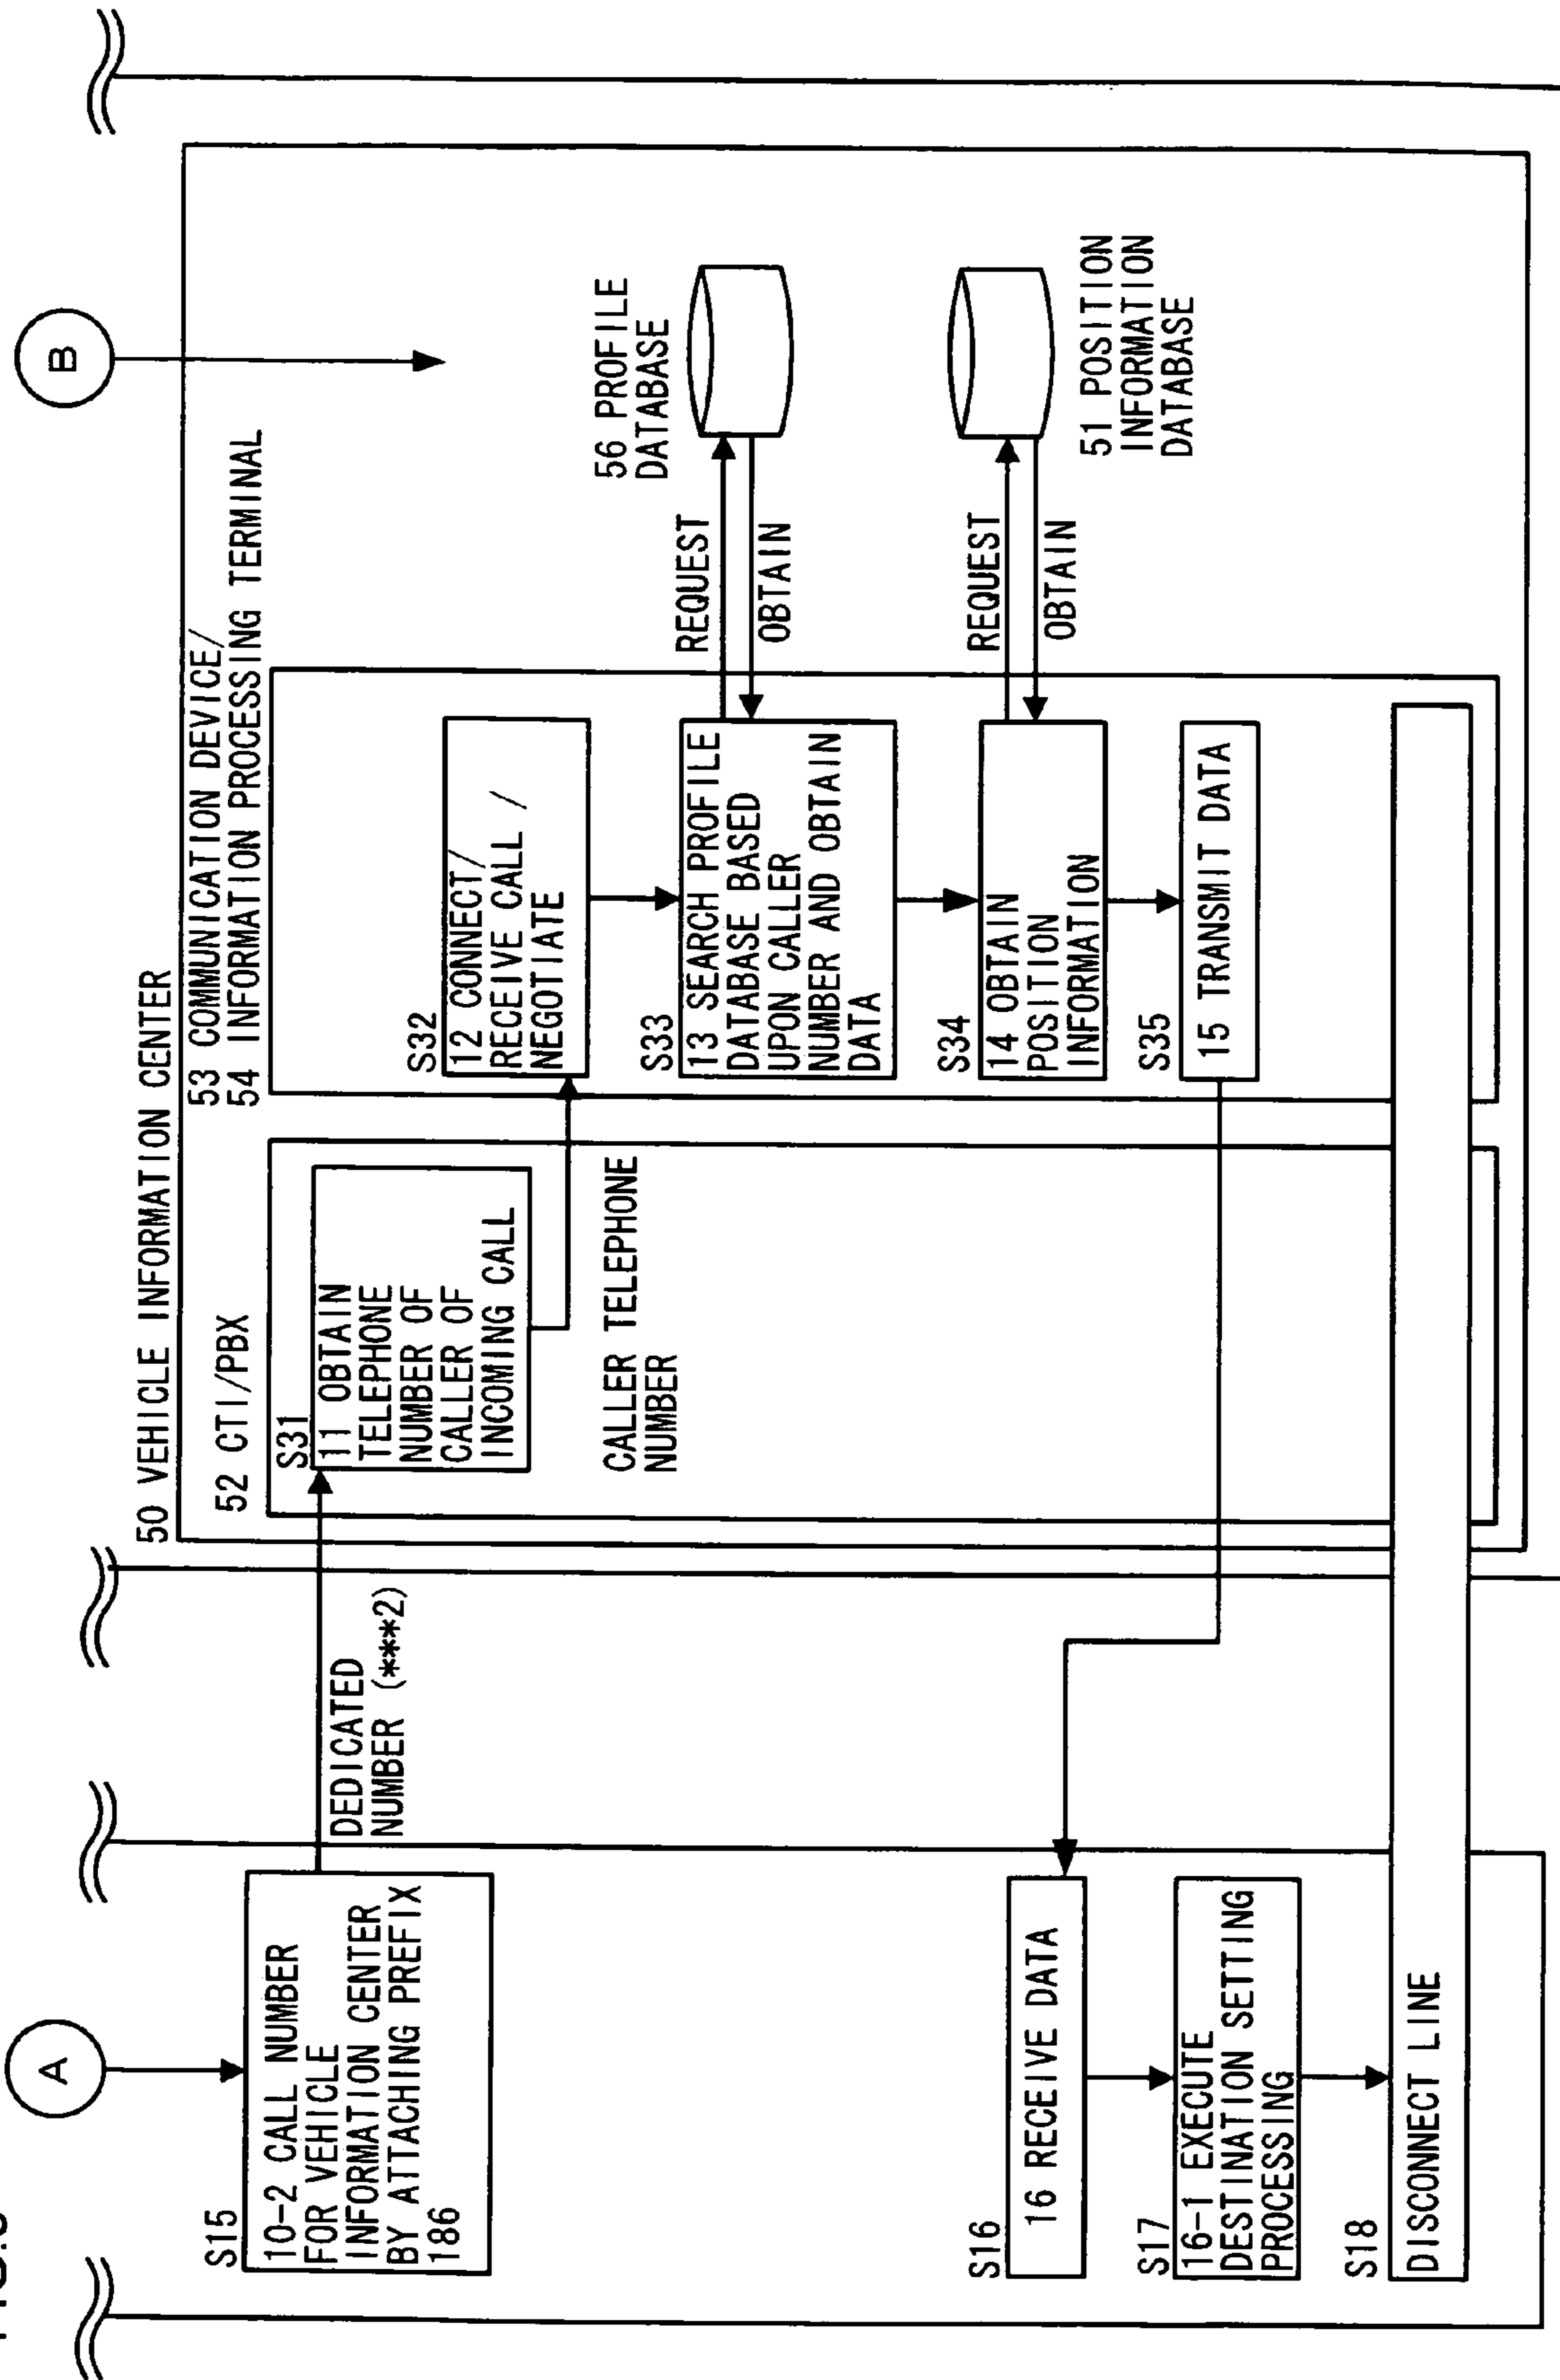 A
B
S15
10-2 CALL NUMBER
FOR VEHICLE
INFORMATION CENTER
BY ATTACHING PREFIX
186
DEDICATED
NUMBER (***2)
50 VEHICLE INFORMATION CENTER
52 CTI/PBX
S31
11 OBTAIN
TELEPHONE
NUMBER OF
CALLER OF
INCOMING CALL
CALLER TELEPHONE
NUMBER
53 COMMUNICATION DEVICE/
54 INFORMATION PROCESSING TERMINAL
S32
12 CONNECT/
RECEIVE CALL /
NEGOTIATE
S33
13 SEARCH PROFILE
DATABASE BASED
UPON CALLER
NUMBER AND OBTAIN
DATA
REQUEST
OBTAIN
56 PROFILE
DATABASE
S34
14 OBTAIN
POSITION
INFORMATION
REQUEST
OBTAIN
51 POSITION
INFORMATION
DATABASE
S35
15 TRANSMIT DATA
S16
16 RECEIVE DATA
S17
16-1 EXECUTE
DESTINATION SETTING
PROCESSING
S18
DISCONNECT LINE